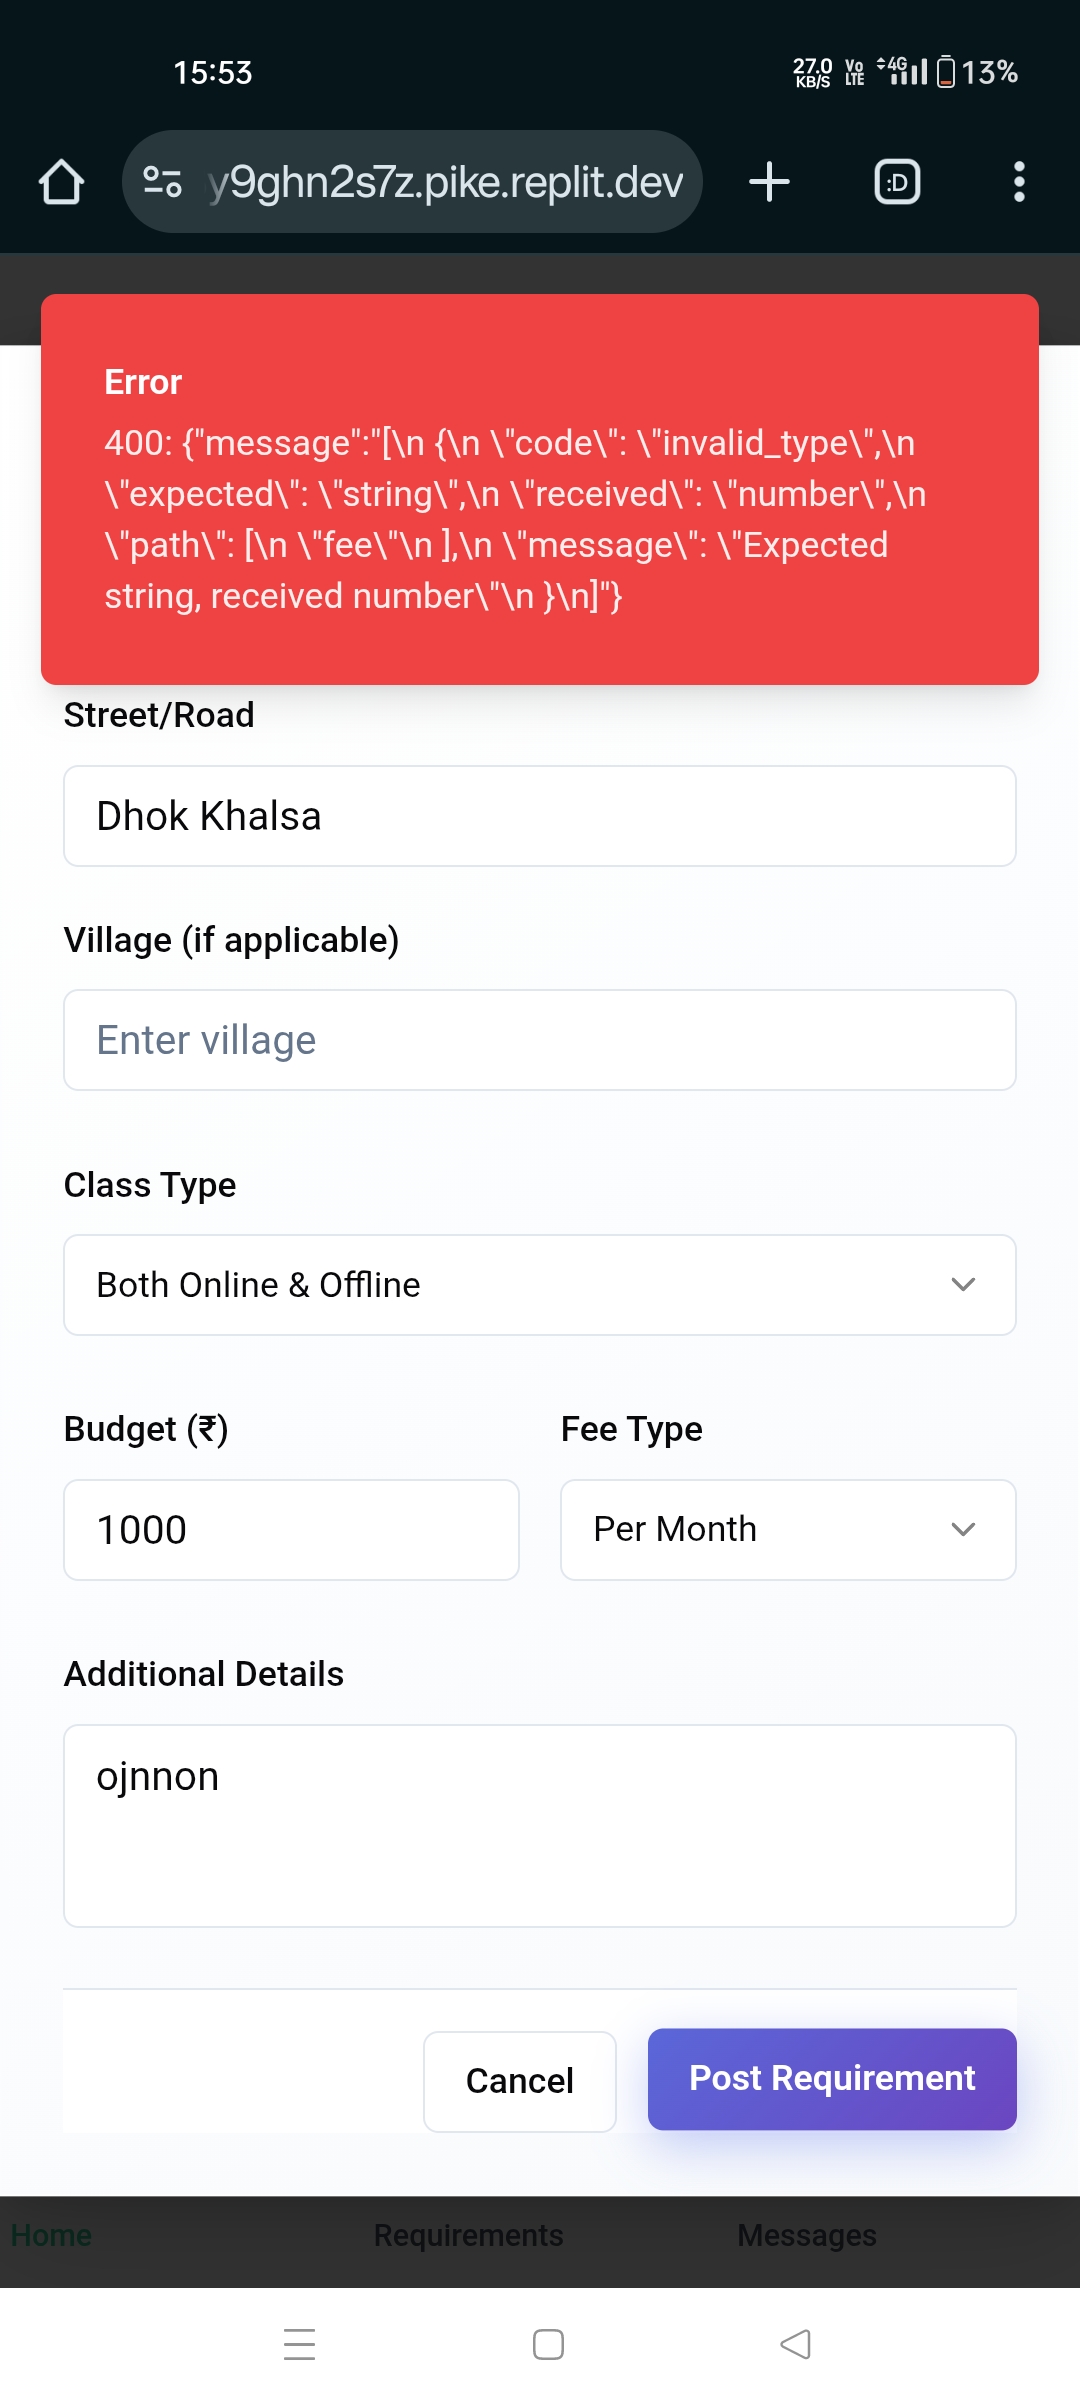 15:53
27.0 KB/S Vo LTE 4G 13%
y9ghn2s7z.pike.replit.dev
:D
Error
400: {"message":"[\n {\n \"code\": \"invalid_type\",\n
\"expected\": \"string\",\n \"received\": \"number\",\n
\"path\": [\n \"fee\"\n ],\n \"message\": \"Expected
string, received number\"\n }\n]"}
Street/Road
Dhok Khalsa
Village (if applicable)
Enter village
Class Type
Both Online & Offline
Budget (₹)
Fee Type
1000
Per Month
Additional Details
ojnnon
Cancel
Post Requirement
Home
Requirements
Messages